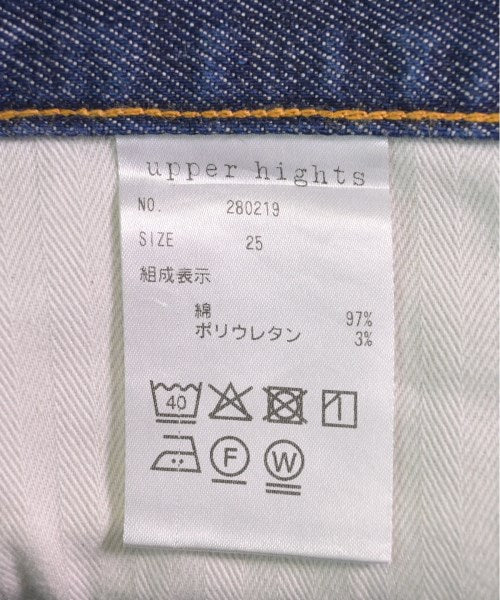 upper hights
NO. 280219
SIZE 25
組成表示
綿 97%
ポリウレタン 3%
40
F W